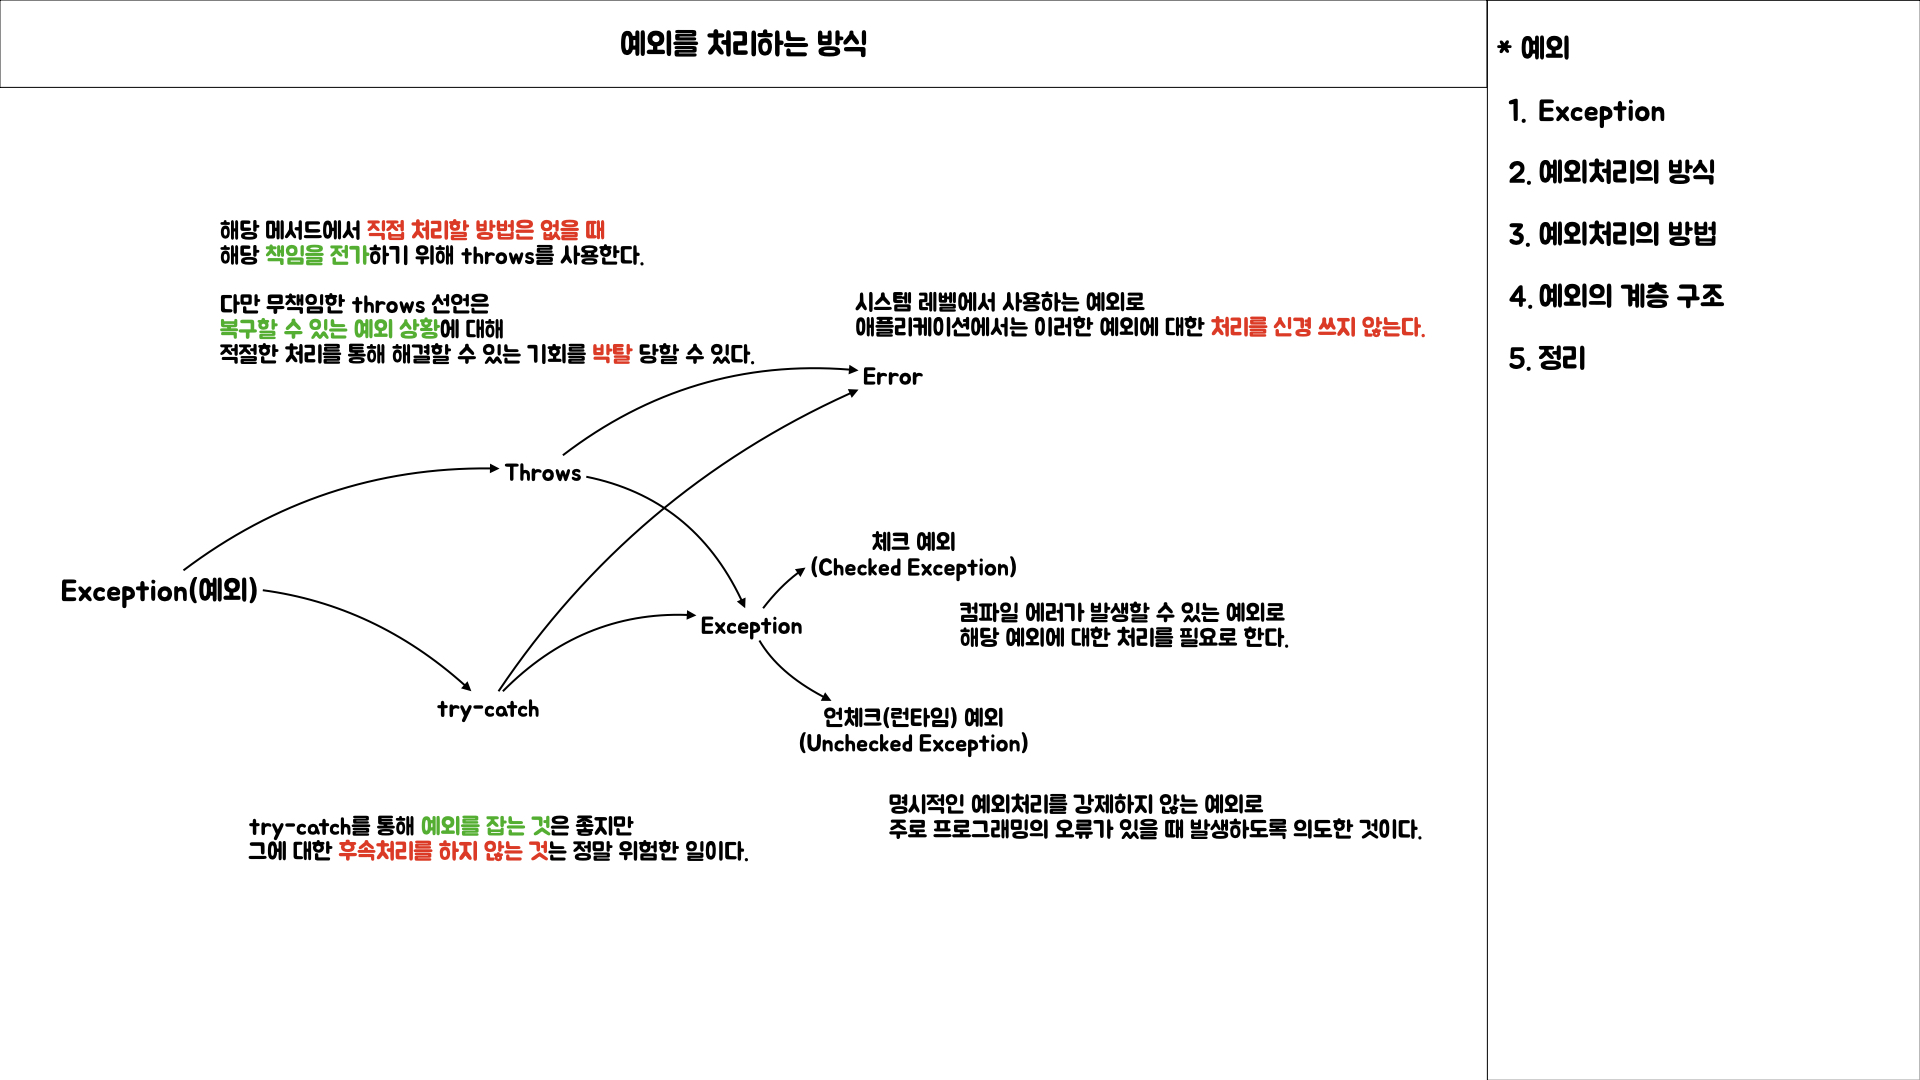 예외를 처리하는 방식
해당 메서드에서 직접 처리할 방법은 없을 때
해당 책임을 전가하기 위해 throws를 사용한다.
다만 무책임한 throws 선언은
복구할 수 있는 예외 상황에 대해
적절한 처리를 통해 해결할 수 있는 기회를 박탈 당할 수 있다.
시스템 레벨에서 사용하는 예외로
애플리케이션에서는 이러한 예외에 대한 처리를 신경 쓰지 않는다.
Error
Throws
체크 예외
(Checked Exception)
Exception(예외)
컴파일 에러가 발생할 수 있는 예외로
해당 예외에 대한 처리를 필요로 한다.
Exception
try-catch
언체크(런타임) 예외
(Unchecked Exception)
명시적인 예외처리를 강제하지 않는 예외로
주로 프로그래밍의 오류가 있을 때 발생하도록 의도한 것이다.
try-catch를 통해 예외를 잡는 것은 좋지만
그에 대한 후속처리를 하지 않는 것는 정말 위험한 일이다.
* 예외
1. Exception
2. 예외처리의 방식
3. 예외처리의 방법
4. 예외의 계층 구조
5. 정리